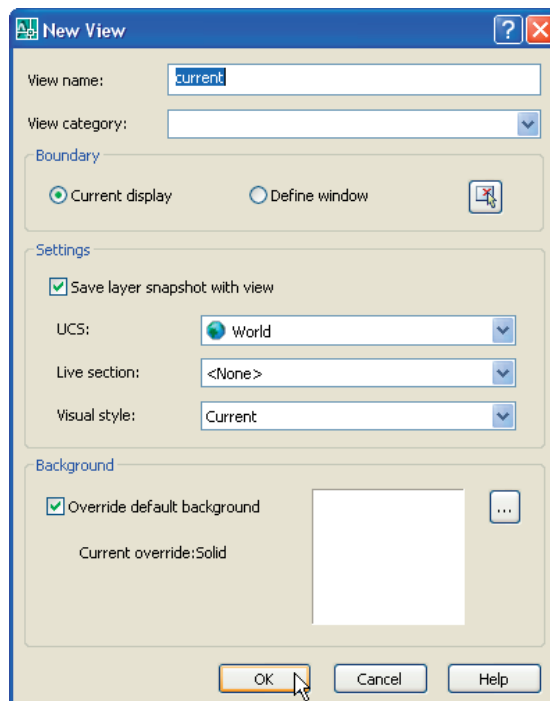 New View
View name: current
View category:
Boundary
Current display Define window
Settings
Save layer snapshot with view
UCS: World
Live section: <None>
Visual style: Current
Background
Override default background
...
Current override:Solid
OK Cancel Help